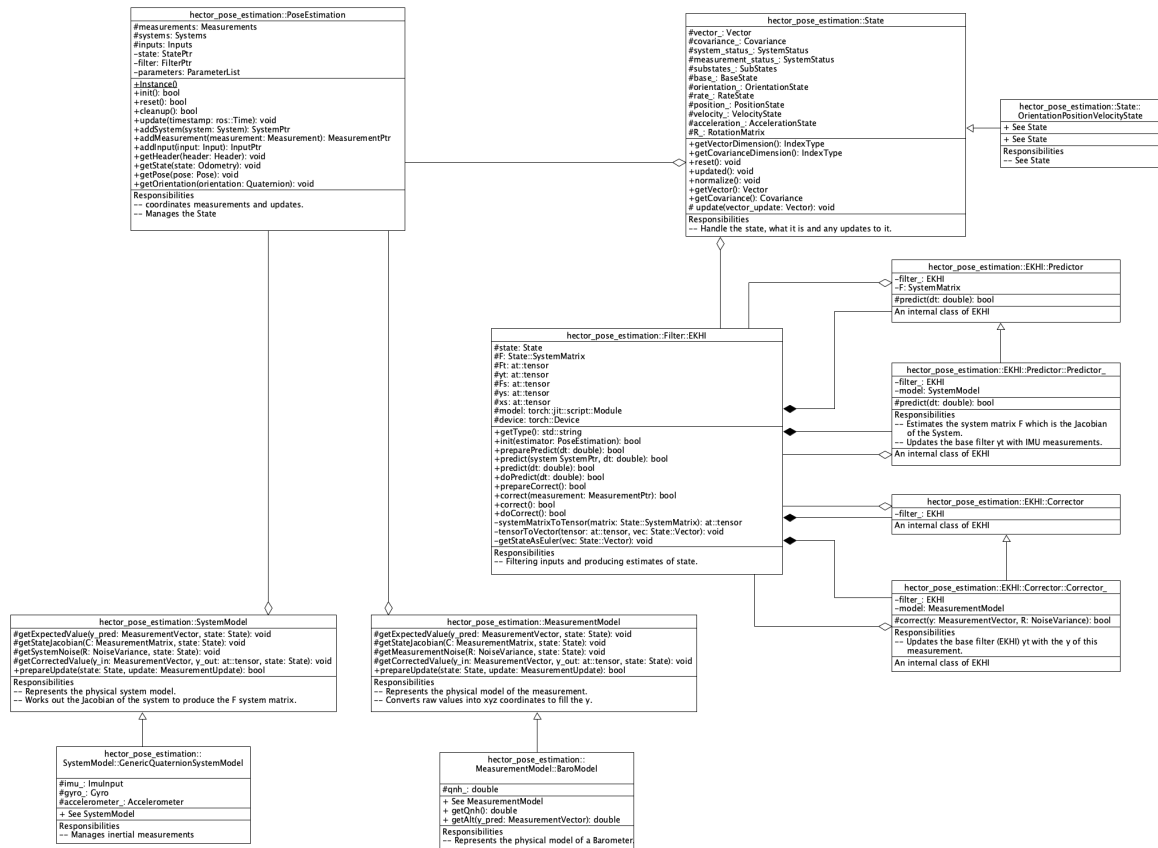 hector_pose_estimation::PoseEstimation
#measurements: Measurements
#systems: Systems
#inputs: Inputs
-state: StatePtr
-filter: FilterPtr
-parameters: ParameterList
+Instance()
+init(): bool
+reset(): bool
+cleanup(): bool
+update(timestamp: ros::Time): void
+addSystem(system: System): SystemPtr
+addMeasurement(measurement: Measurement): MeasurementPtr
+addInput(input: Input): InputPtr
+getHeader(header: Header): void
+getState(state: Odometry): void
+getPose(pose: Pose): void
+getOrientation(orientation: Quaternion): void
Responsibilities
-- coordinates measurements and updates.
-- Manages the State
hector_pose_estimation::State
#vector_: Vector
#covariance_: Covariance
#system_status_: SystemStatus
#measurement_status_: SystemStatus
#substates_: SubStates
#base_: BaseState
#orientation_: OrientationState
#rate_: RateState
#position_: PositionState
#velocity_: VelocityState
#acceleration_: AccelerationState
#R_: RotationMatrix
+getVectorDimension(): IndexType
+getCovarianceDimension(): IndexType
+reset(): void
+updated(): void
+normalize(): void
+getVector(): Vector
+getCovariance(): Covariance
# update(vector_update: Vector): void
Responsibilities
-- Handle the state, what it is and any updates to it.
hector_pose_estimation::State::
OrientationPositionVelocityState
+ See State
+ See State
Responsibilities
-- See State
hector_pose_estimation::EKHI::Predictor
-filter_: EKHI
-F: SystemMatrix
#predict(dt: double): bool
An internal class of EKHI
hector_pose_estimation::Filter:EKHI
#state: State
#F: State::SystemMatrix
#Ft: at::tensor
#yt: at::tensor
#Fs: at::tensor
#ys: at::tensor
#xs: at::tensor
#model: torch::jit::script::Module
#device: torch::Device
+getType(): std::string
+init(estimator: PoseEstimation): bool
+preparePredict(dt: double): bool
+predict(system SystemPtr, dt: double): bool
+predict(dt: double): bool
+doPredict(dt: double): bool
+prepareCorrect(): bool
+correct(measurement: MeasurementPtr): bool
+correct(): bool
+doCorrect(): bool
-systemMatrixToTensor(matrix: State::SystemMatrix): at::tensor
-tensorToVector(tensor: at::tensor, vec: State::Vector): void
-getStateAsEuler(vec: State::Vector): void
Responsibilities
-- Filtering inputs and producing estimates of state.
hector_pose_estimation::EKHI::Predictor::Predictor_
-filter_: EKHI
-model: SystemModel
#predict(dt: double): bool
Responsibilities
-- Estimates the system matrix F which is the Jacobian
of the System.
-- Updates the base filter yt with IMU measurements.
An internal class of EKHI
hector_pose_estimation::EKHI::Corrector
-filter_: EKHI
An internal class of EKHI
hector_pose_estimation::EKHI::Corrector::Corrector_
-filter_: EKHI
-model: MeasurementModel
#correct(y: MeasurementVector, R: NoiseVariance): bool
Responsibilities
-- Updates the base filter (EKHI) yt with the y of this
measurement.
An internal class of EKHI
hector_pose_estimation::SystemModel
#getExpectedValue(y_pred: MeasurementVector, state: State): void
#getStateJacobian(C: MeasurementMatrix, state: State): void
#getSystemNoise(R: NoiseVariance, state: State): void
#getCorrectedValue(y_in: MeasurementVector, y_out: at::tensor, state: State): void
+prepareUpdate(state: State, update: MeasurementUpdate): bool
Responsibilities
-- Represents the physical system model.
-- Works out the Jacobian of the system to produce the F system matrix.
hector_pose_estimation::MeasurementModel
#getExpectedValue(y_pred: MeasurementVector, state: State): void
#getStateJacobian(C: MeasurementMatrix, state: State): void
#getMeasurementNoise(R: NoiseVariance, state: State): void
#getCorrectedValue(y_in: MeasurementVector, y_out: at::tensor, state: State): void
+prepareUpdate(state: State, update: MeasurementUpdate): bool
Responsibilities
-- Represents the physical model of the measurement.
-- Converts raw values into xyz coordinates to fill the y.
hector_pose_estimation::
SystemModel::GenericQuaternionSystemModel
#imu_: ImuInput
#gyro_: Gyro
#accelerometer_: Accelerometer
+ See SystemModel
Responsibilities
-- Manages inertial measurements
hector_pose_estimation::
MeasurementModel::BaroModel
#qnh_: double
+ See MeasurementModel
+ getQnh(): double
+ getAlt(y_pred: MeasurementVector): double
Responsibilities
-- Represents the physical model of a Barometer.